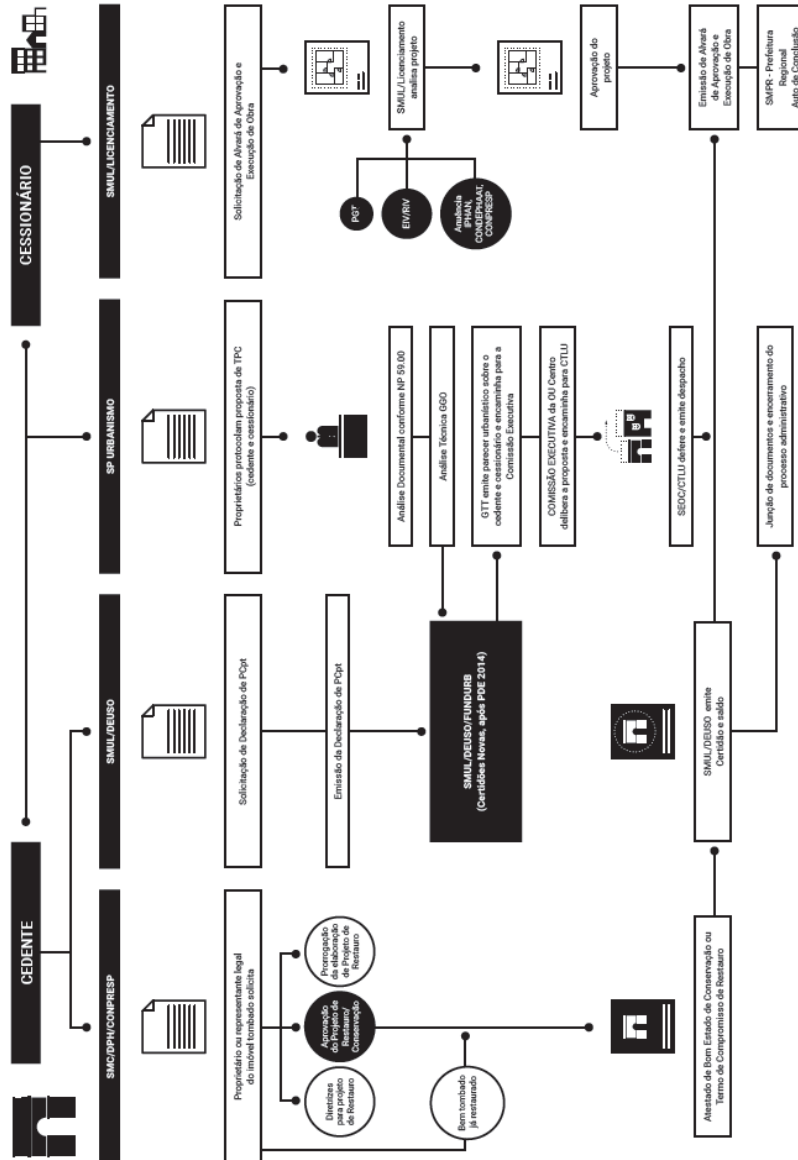 CEDENTE
CESSIONÁRIO
SMC/DPH/CONPRESP
SMUL/DEUSO
SP URBANISMO
SMUL/LICENCIAMENTO
Proprietário ou representante legal
do imóvel tombado solicita
Diretrizes
para projeto
de Restauro
Aprovação
do Projeto de
Restauro/
Conservação
Prorrogação
da elaboração
de Projeto de
Restauro
Bem tombado
já restaurado
Atestado de Bom Estado de Conservação ou
Termo de Compromisso de Restauro
Solicitação de Declaração de PCpt
Emissão da Declaração de PCpt
SMUL/DEUSO/FUNDURB
(Certidões Novas, após PDE 2014)
SMUL/DEUSO emite
Certidão e saldo
Proprietários protocolam proposta de TPC
(cedente e cessionário)
Análise Documental conforme NP 59.00
Análise Técnica GGO
GTT emite parecer urbanístico sobre o
cedente e cessionário e encaminha para a
Comissão Executiva
COMISSÃO EXECUTIVA da OU Centro
delibera a proposta e encaminha para CTLU
SEOC/CTLU defere e emite despacho
Junção de documentos e encerramento do
processo administrativo
Solicitação de Alvará de Aprovação e
Execução de Obra
PGT
EIV/RIV
Anuência
IPHAN,
CONDEPHAAT,
CONPRESP
SMUL/Licenciamento
analisa projeto
Aprovação do
projeto
Emissão de Alvará
de Aprovação e
Execução de Obra
SMPR - Prefeitura
Regional
Auto de Conclusão